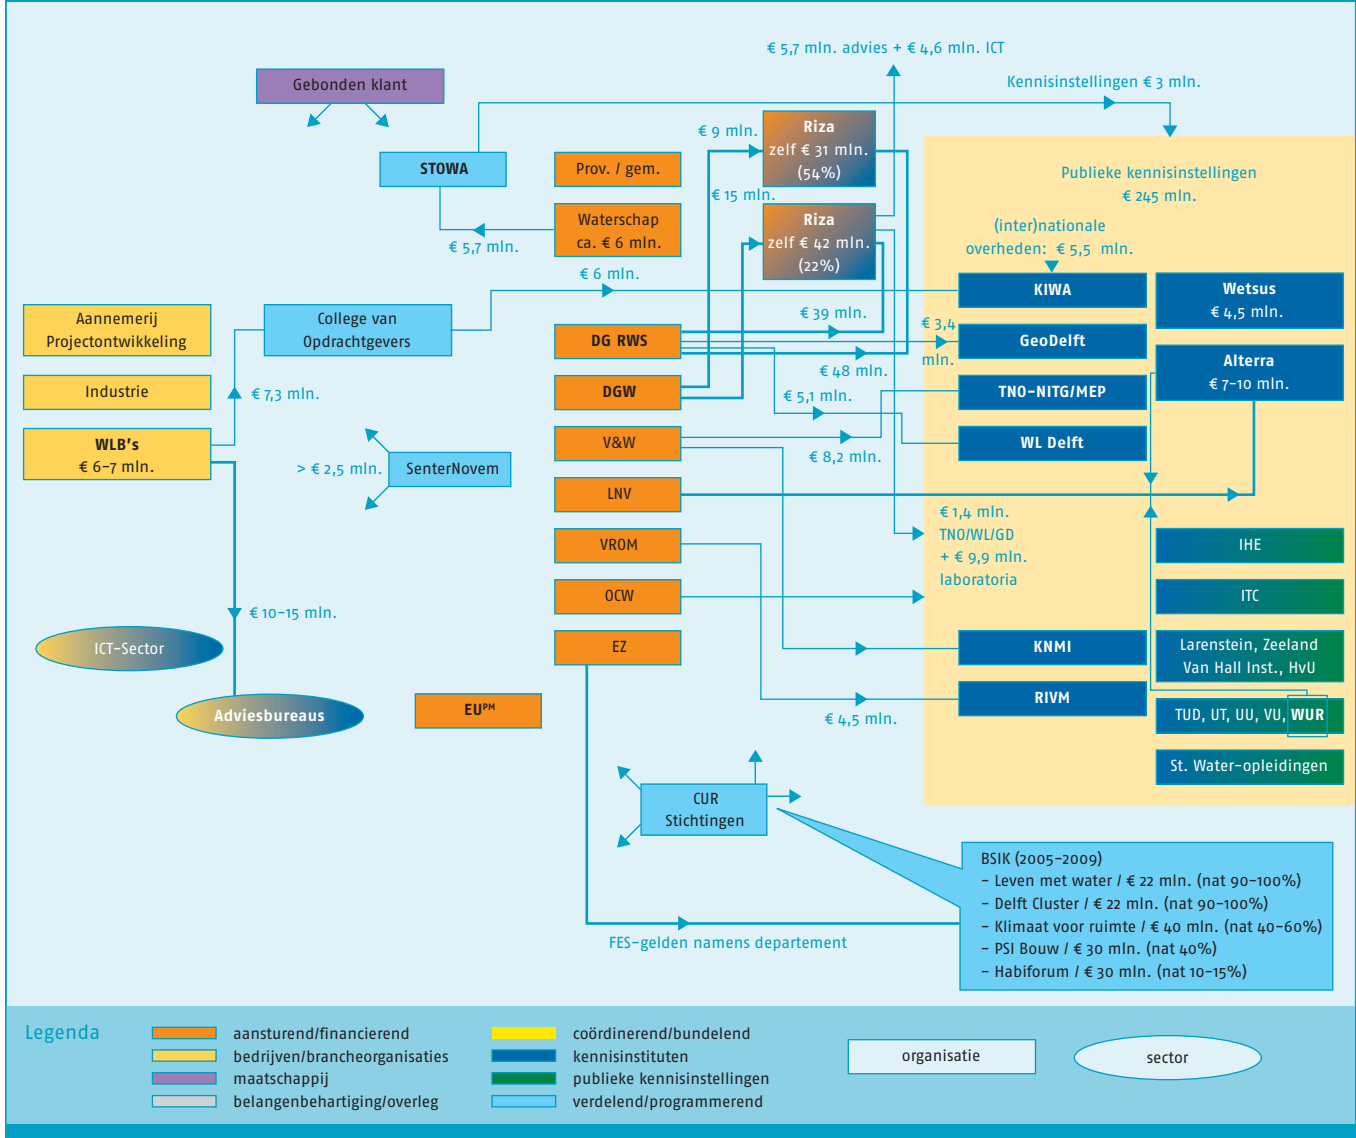 € 5,7 mln. advies + € 4,6 mln. ICT
Kennisinstellingen € 3 mln.
Gebonden klant
STOWA
Prov. / gem.
Waterschap
ca. € 6 mln.
€ 5,7 mln.
€ 9 mln.
€ 15 mln.
Riza
zelf € 31 mln.
(54%)
Riza
zelf € 42 mln.
(22%)
Publieke kennisinstellingen
€ 245 mln.
(inter)nationale
overheden: € 5,5 mln.
€ 6 mln.
KIWA
Wetsus
€ 4,5 mln.
Aannemerij
Projectontwikkeling
College van
Opdrachtgevers
€ 39 mln.
€ 3,4
mln.
DG RWS
GeoDelft
Alterra
€ 7-10 mln.
€ 48 mln.
Industrie
€ 7,3 mln.
DGW
€ 5,1 mln.
TNO-NITG/MEP
WLB's
€ 6-7 mln.
V&W
€ 8,2 mln.
WL Delft
> € 2,5 mln.
SenterNovem
LNV
€ 1,4 mln.
TNO/WL/GD
+ € 9,9 mln.
laboratoria
VROM
IHE
OCW
ITC
€ 10-15 mln.
ICT-Sector
EZ
KNMI
Larenstein, Zeeland
Van Hall Inst., HvU
Adviesbureaus
EUPM
€ 4,5 mln.
RIVM
TUD, UT, UU, VU, WUR
St. Water-opleidingen
CUR
Stichtingen
BSIK (2005-2009)
- Leven met water / € 22 mln. (nat 90-100%)
- Delft Cluster / € 22 mln. (nat 90-100%)
- Klimaat voor ruimte / € 40 mln. (nat 40-60%)
- PSI Bouw / € 30 mln. (nat 40%)
- Habiforum / € 30 mln. (nat 10-15%)
FES-gelden namens departement
Legenda
aansturend/financierend
bedrijven/brancheorganisaties
maatschappij
belangenbehartiging/overleg
coördinerend/bundelend
kennisinstituten
publieke kennisinstellingen
verdelend/programmerend
organisatie
sector